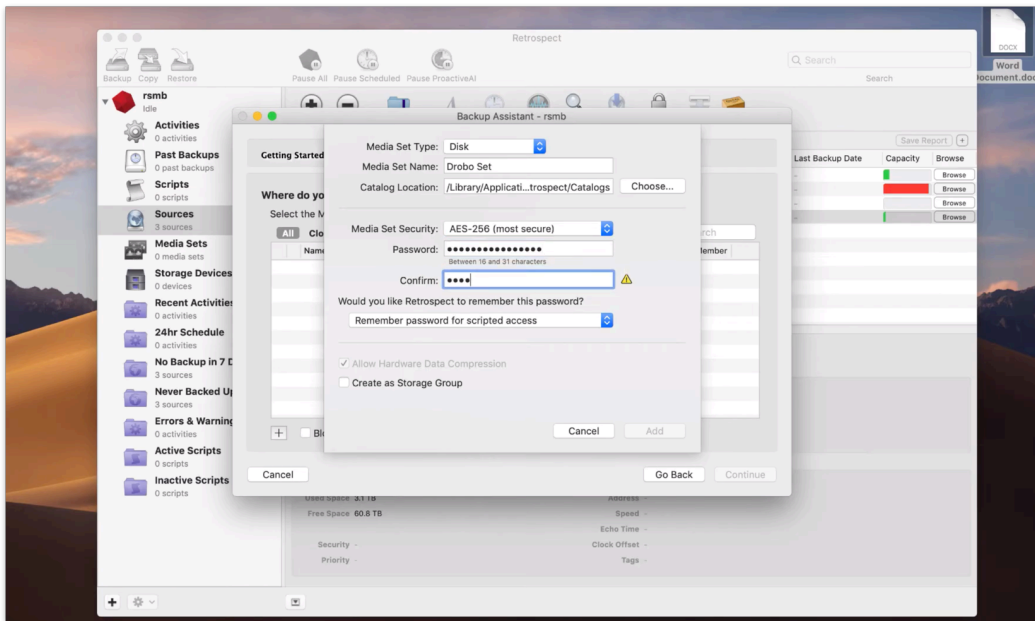 Retrospect
DOCX
Word
Document.doc
Backup Copy Restore
Pause All Pause Scheduled Pause ProactiveAI
Search
Search
rsmb
Idle
Activities
0 activities
Past Backups
0 past backups
Scripts
0 scripts
Sources
3 sources
Media Sets
0 media sets
Storage Devices
0 devices
Recent Activities
0 activities
24hr Schedule
0 activities
No Backup in 7 D
3 sources
Never Backed Up
3 sources
Errors & Warning
0 activities
Active Scripts
0 scripts
Inactive Scripts
0 scripts
Save Report
Last Backup Date Capacity Browse
Browse
Browse
Browse
Browse
Backup Assistant - rsmb
Getting Started
Where do yo
Select the M
All Clo
Name
rch
Member
Media Set Type: Disk
Media Set Name: Drobo Set
Catalog Location: /Library/Applicati...trospect/Catalogs Choose...
Media Set Security: AES-256 (most secure)
Password: ••••••••••••••••
Between 16 and 31 characters
Confirm: ••••
Would you like Retrospect to remember this password?
Remember password for scripted access
Allow Hardware Data Compression
Create as Storage Group
Cancel Add
Cancel Go Back Continue
Used Space 3.1 TB Address -
Free Space 60.8 TB Speed -
Echo Time -
Security - Clock Offset -
Priority - Tags -